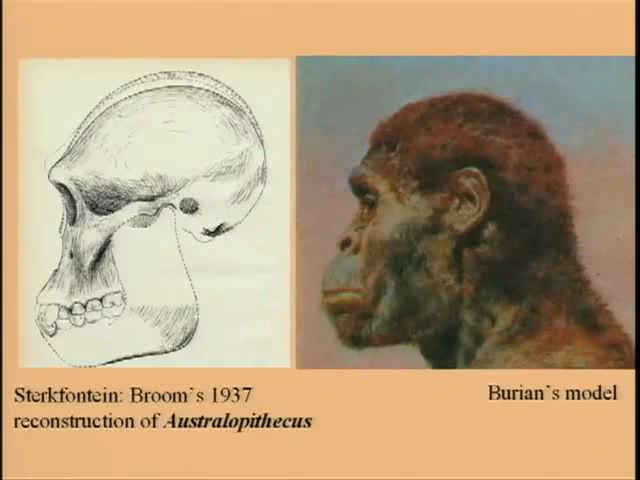 Sterkfontein: Broom`s 1937
reconstruction of Australopithecus
Burian`s model